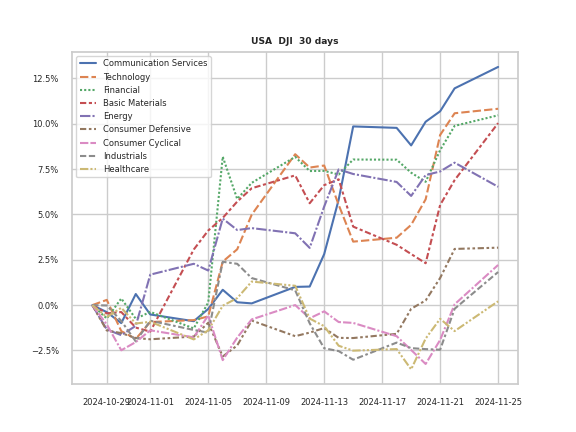 USA DJI 30 days
Communication Services
Technology
Financial
Basic Materials
Energy
Consumer Defensive
Consumer Cyclical
Industrials
Healthcare
12.5%
10.0%
7.5%
5.0%
2.5%
0.0%
−2.5%
2024-10-29 2024-11-01 2024-11-05 2024-11-09 2024-11-13 2024-11-17 2024-11-21 2024-11-25